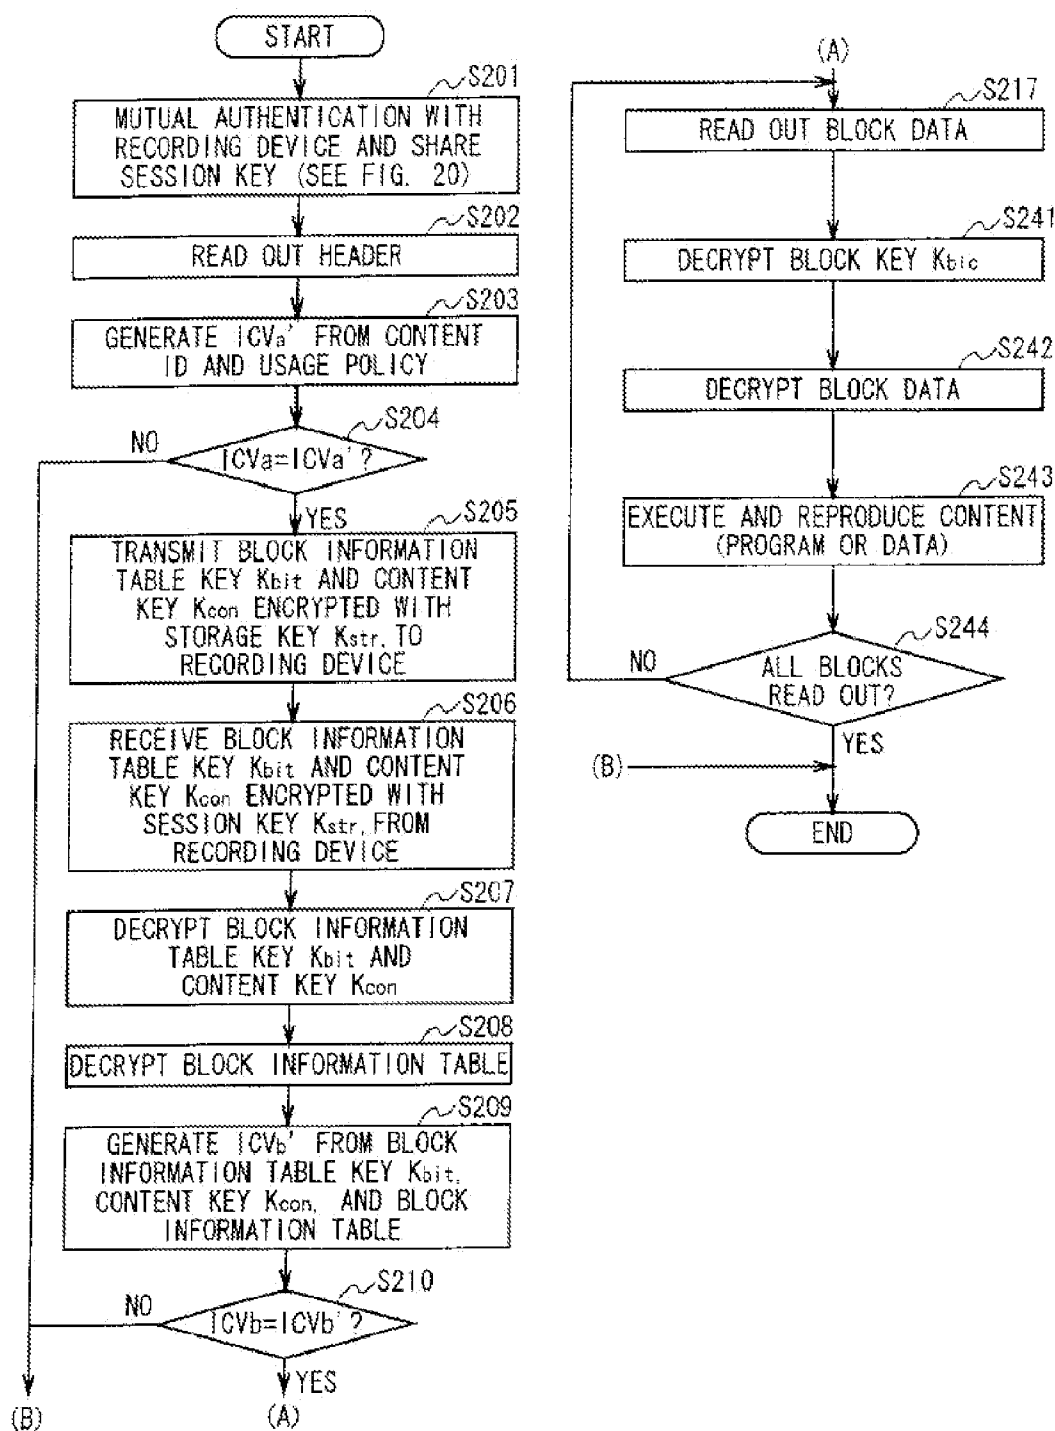 START
S201
MUTUAL AUTHENTICATION WITH
RECORDING DEVICE AND SHARE
SESSION KEY (SEE FIG. 20)
S202
READ OUT HEADER
S203
GENERATE ICVa' FROM CONTENT
ID AND USAGE POLICY
S204
ICVa=ICVa'?
NO
YES
S205
TRANSMIT BLOCK INFORMATION
TABLE KEY Kbit AND CONTENT
KEY Kcon ENCRYPTED WITH
STORAGE KEY Kstr, TO
RECORDING DEVICE
S206
RECEIVE BLOCK INFORMATION
TABLE KEY Kbit AND CONTENT
KEY Kcon ENCRYPTED WITH
SESSION KEY Kstr, FROM
RECORDING DEVICE
S207
DECRYPT BLOCK INFORMATION
TABLE KEY Kbit AND
CONTENT KEY Kcon
S208
DECRYPT BLOCK INFORMATION TABLE
S209
GENERATE ICVb' FROM BLOCK
INFORMATION TABLE KEY Kbit,
CONTENT KEY Kcon, AND BLOCK
INFORMATION TABLE
S210
NO
ICVb=ICVb'?
YES
(B)
(A)
(A)
S217
READ OUT BLOCK DATA
S241
DECRYPT BLOCK KEY Kblc
S242
DECRYPT BLOCK DATA
S243
EXECUTE AND REPRODUCE CONTENT
(PROGRAM OR DATA)
S244
NO
ALL BLOCKS
READ OUT?
YES
(B)
END